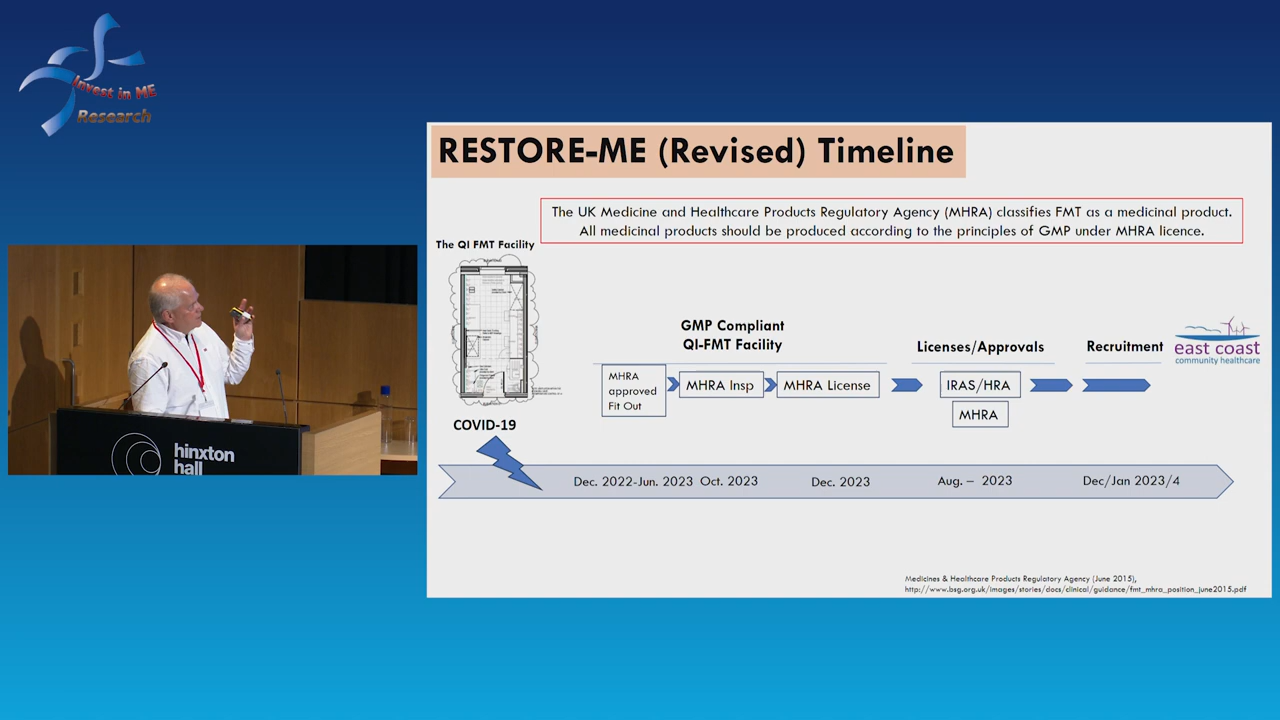 Invest in ME
Research
RESTORE-ME (Revised) Timeline
The UK Medicine and Healthcare Products Regulatory Agency (MHRA) classifies FMT as a medicinal product.
All medicinal products should be produced according to the principles of GMP under MHRA licence.
The QI FMT Facility
GMP Compliant
QI-FMT Facility
Licenses/Approvals
Recruitment
east coast
community healthcare
MHRA
approved
Fit Out
MHRA Insp
MHRA License
IRAS/HRA
MHRA
COVID-19
hinxton
hall
Dec. 2022-Jun. 2023
Oct. 2023
Dec. 2023
Aug. – 2023
Dec/Jan 2023/4
Medicines & Healthcare Products Regulatory Agency (June 2015),
http://www.bsg.org.uk/images/stories/docs/clinical/guidance/fmt_mhra_position_june2015.pdf